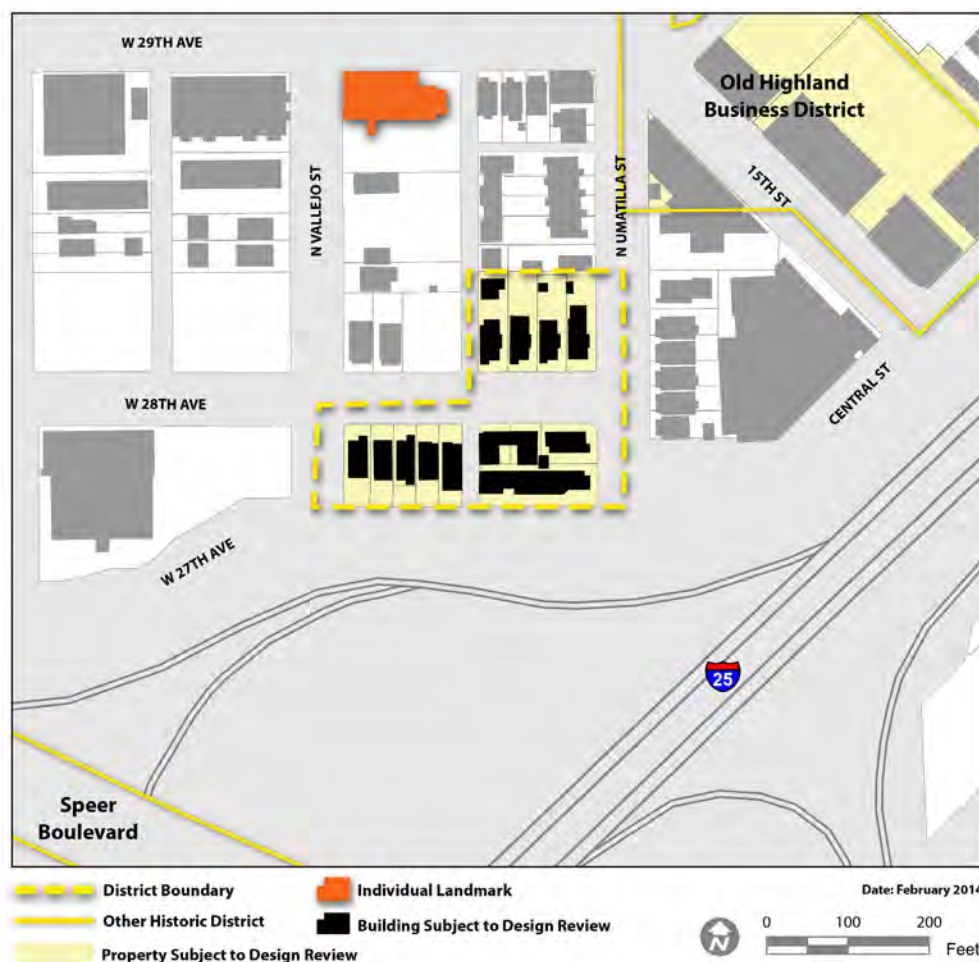 W 29TH AVE
Old Highland
Business District
N VALLEJO ST
N UMATILLA ST
15TH ST
W 28TH AVE
CENTRAL ST
W 27TH AVE
25
Speer
Boulevard
District Boundary
Individual Landmark
Date: February 2014
Other Historic District
Building Subject to Design Review
N
0 100 200
Feet
Property Subject to Design Review